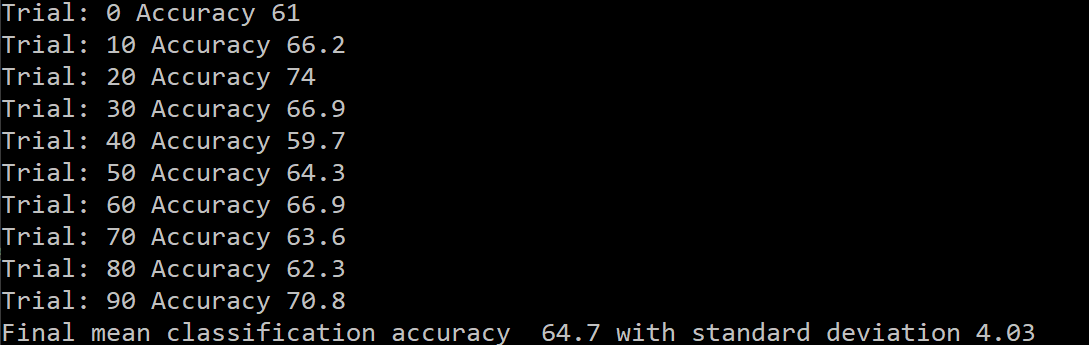 Trial: 0 Accuracy 61
Trial: 10 Accuracy 66.2
Trial: 20 Accuracy 74
Trial: 30 Accuracy 66.9
Trial: 40 Accuracy 59.7
Trial: 50 Accuracy 64.3
Trial: 60 Accuracy 66.9
Trial: 70 Accuracy 63.6
Trial: 80 Accuracy 62.3
Trial: 90 Accuracy 70.8
Final mean classification accuracy  64.7 with standard deviation 4.03